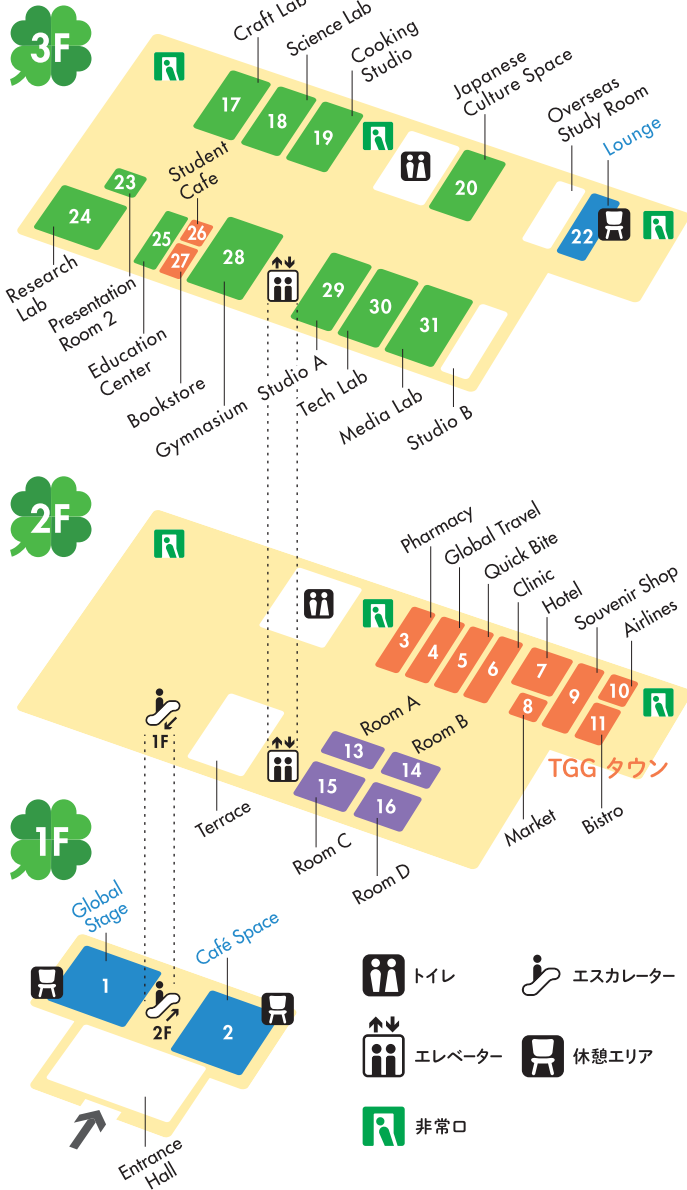 3F
Craft Lab
Science Lab
Cooking
Studio
Japanese
Culture Space
Overseas
Study Room
Lounge
17
18
19
20
22
Student
Cafe
23
24
25
26
27
28
29
30
31
Research
Lab
Presentation
Room 2
Education
Center
Bookstore
Gymnasium
Studio A
Tech Lab
Media Lab
Studio B
2F
Pharmacy
Global Travel
Quick Bite
Clinic
Hotel
Souvenir Shop
Airlines
3
4
5
6
7
8
9
10
11
1F
Room A
Room B
13
14
15
16
TGG タウン
Terrace
Room C
Room D
Market
Bistro
1F
Global
Stage
Café Space
1
2F
2
Entrance
Hall
トイレ
エスカレーター
エレベーター
休憩エリア
非常口